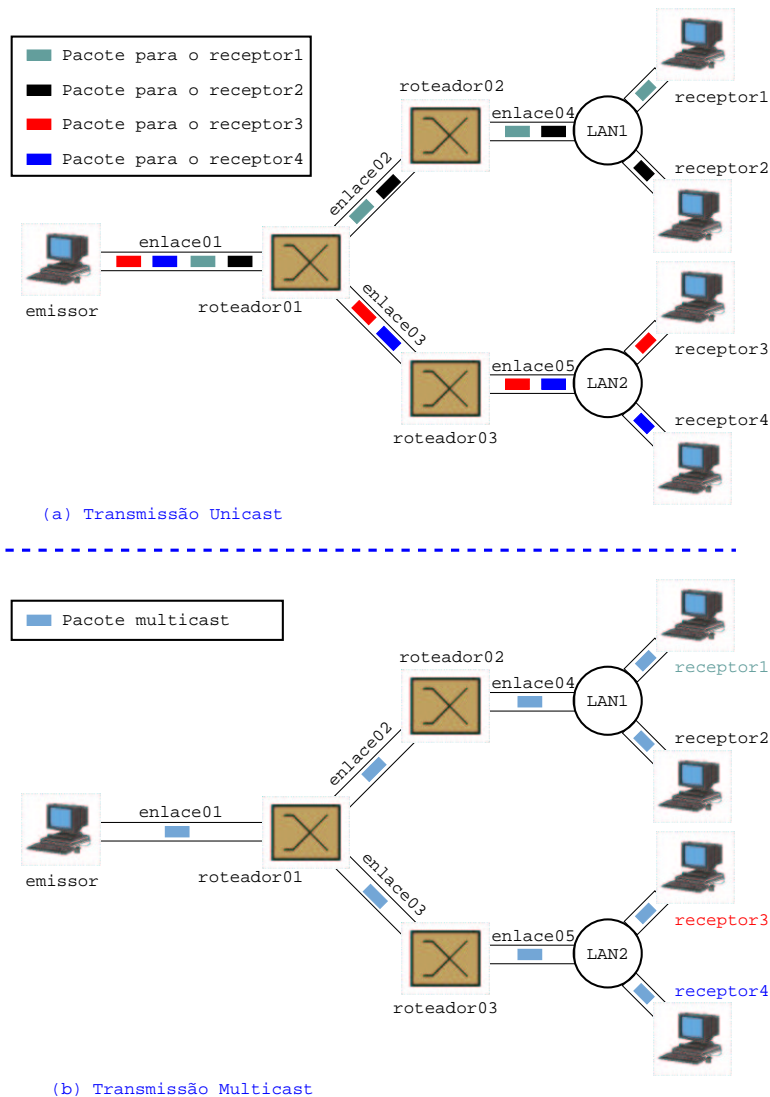 Pacote para o receptor1
Pacote para o receptor2
Pacote para o receptor3
Pacote para o receptor4
roteador02
enlace04
LAN1
receptor1
receptor2
enlace02
enlace01
emissor
roteador01
enlace03
roteador03
enlace05
LAN2
receptor3
receptor4
(a) Transmissão Unicast
Pacote multicast
roteador02
enlace04
LAN1
receptor1
receptor2
enlace02
enlace01
emissor
roteador01
enlace03
roteador03
enlace05
LAN2
receptor3
receptor4
(b) Transmissão Multicast